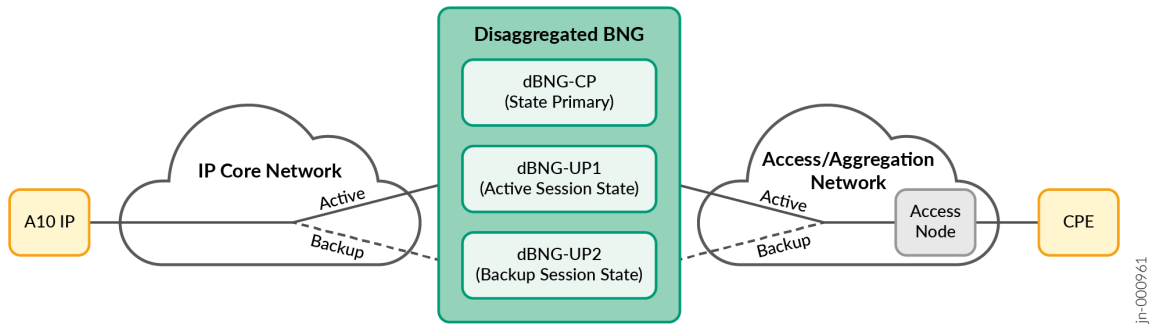 Disaggregated BNG
dBNG-CP
(State Primary)
dBNG-UP1
(Active Session State)
dBNG-UP2
(Backup Session State)
IP Core Network
Active
Backup
A10 IP
Access/Aggregation
Network
Active
Backup
Access
Node
CPE
jn-000961